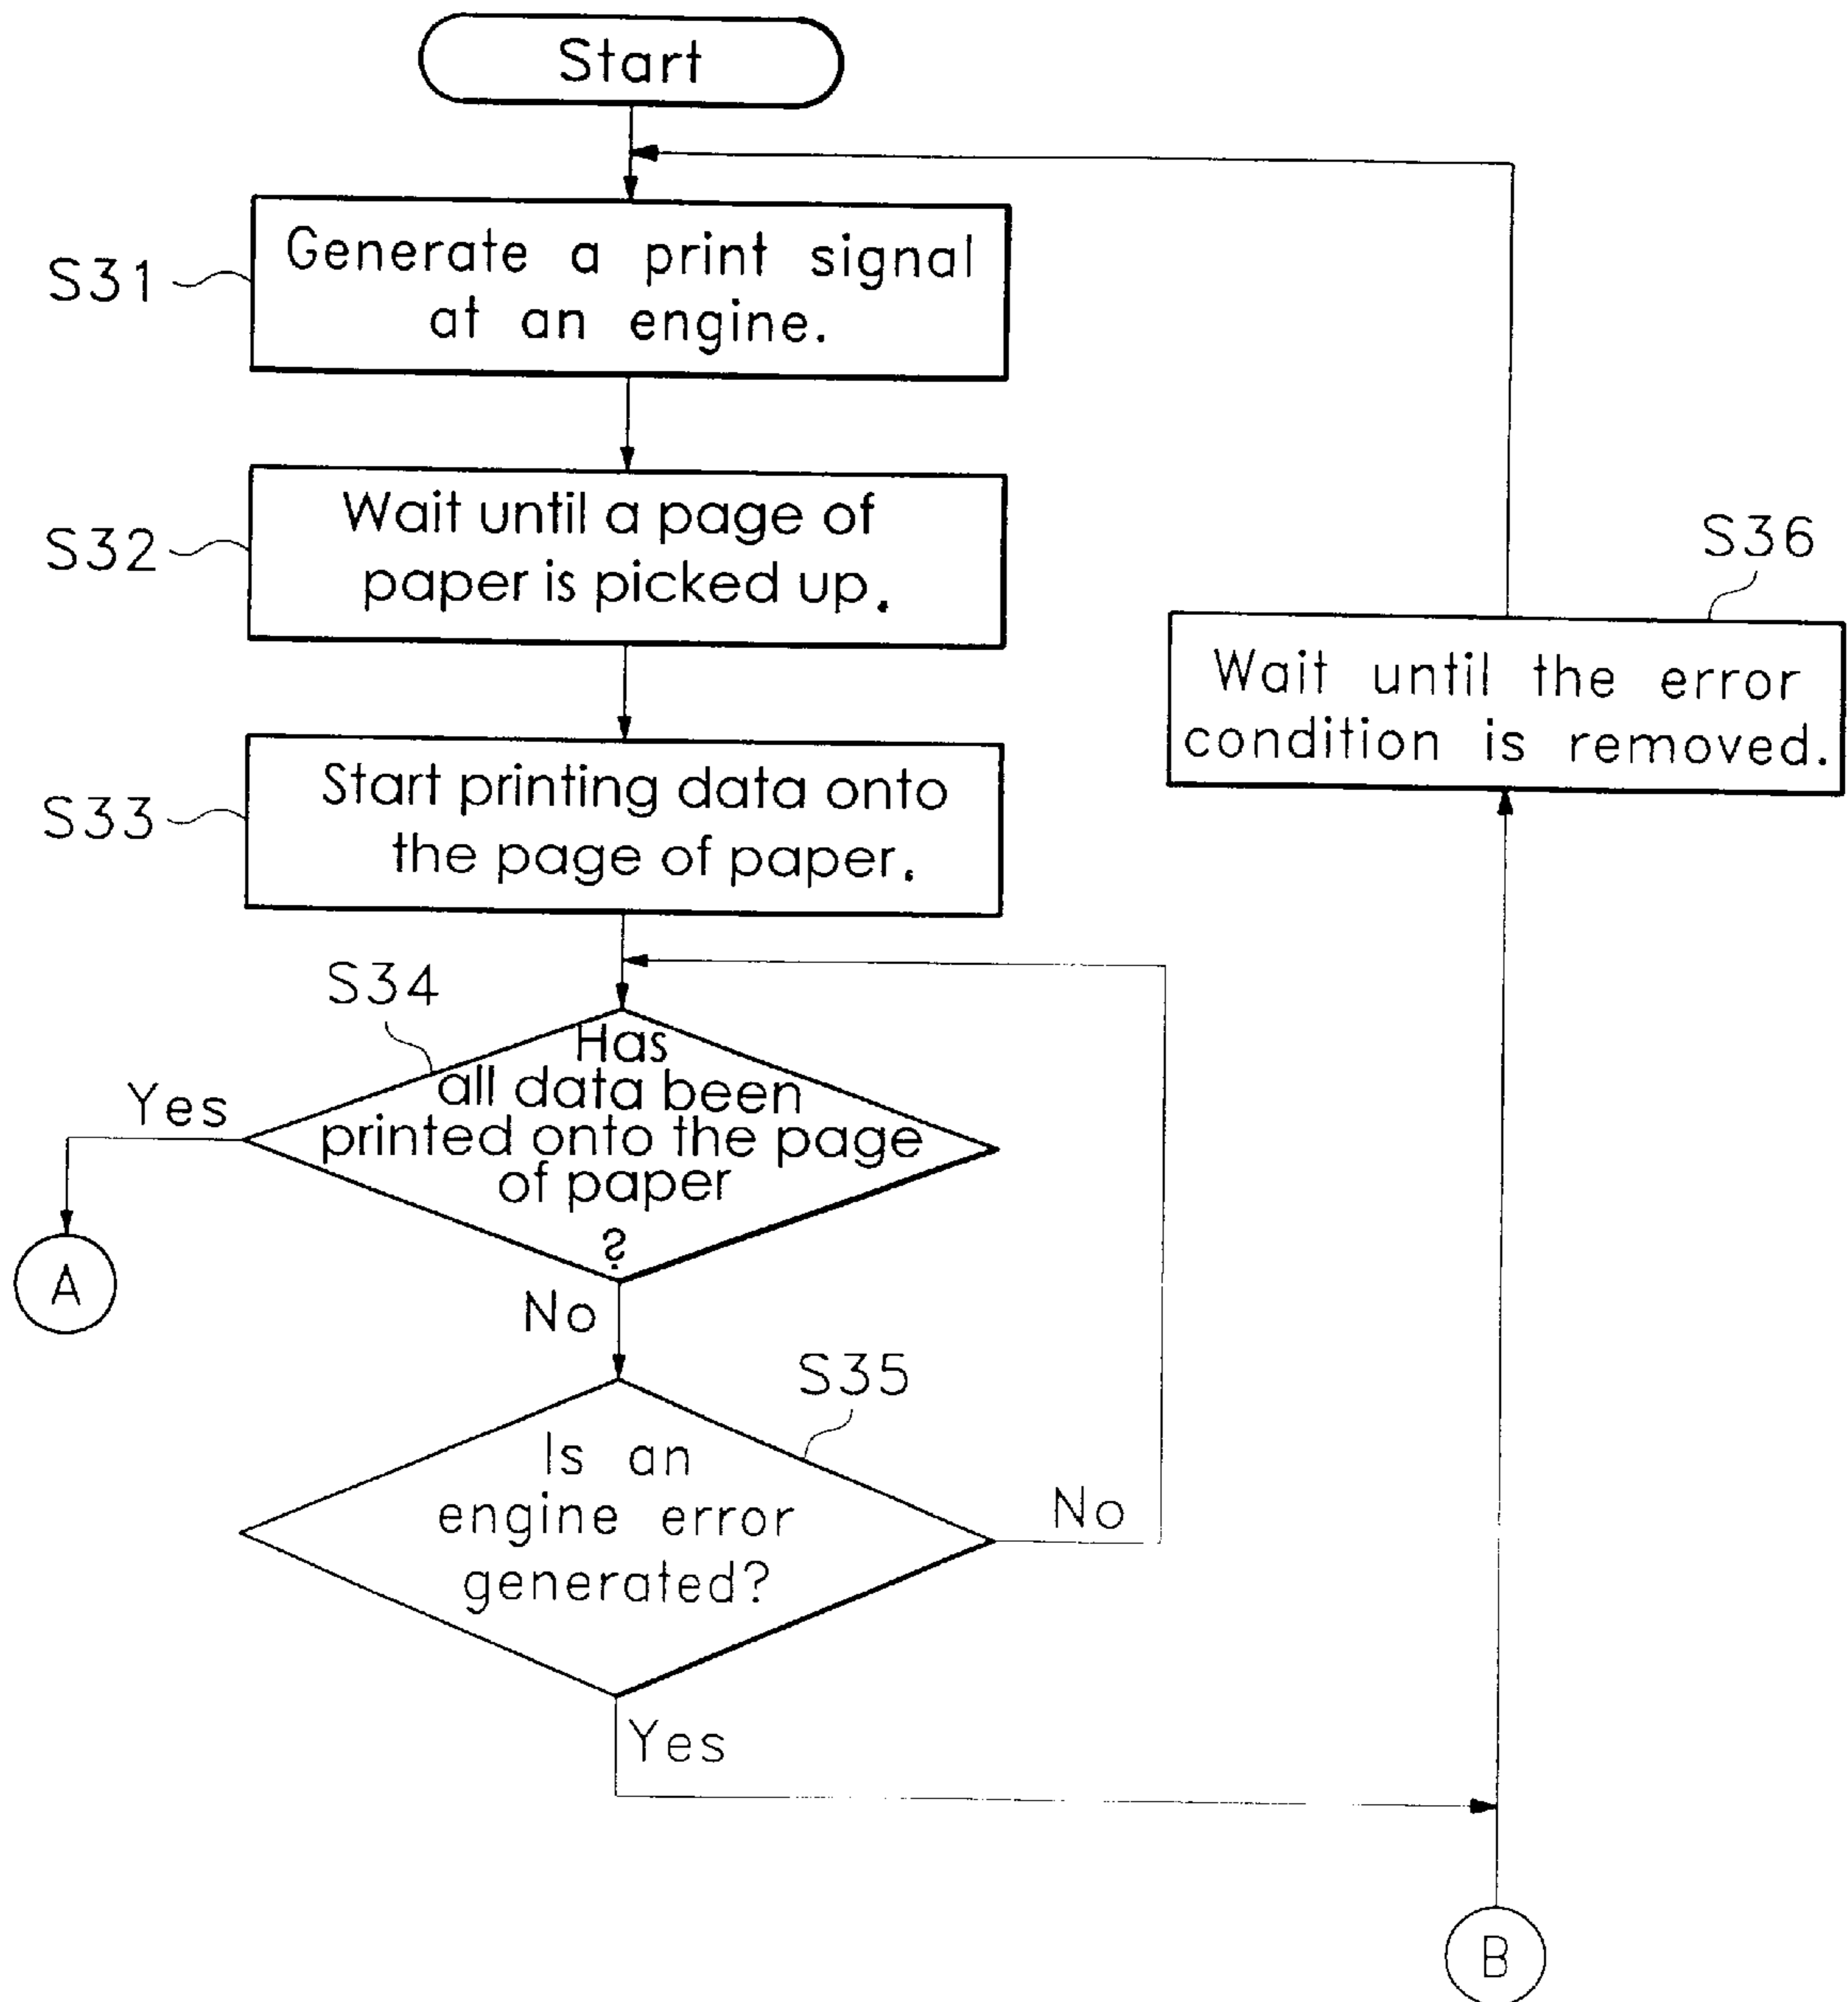 Start
S31
Generate a print signal
at an engine.
S32
Wait until a page of
paper is picked up.
S36
Wait until the error
condition is removed.
S33
Start printing data onto
the page of paper.
S34
Has
all data been
printed onto the page
of paper
?
Yes
A
No
S35
Is an
engine error
generated?
No
Yes
B